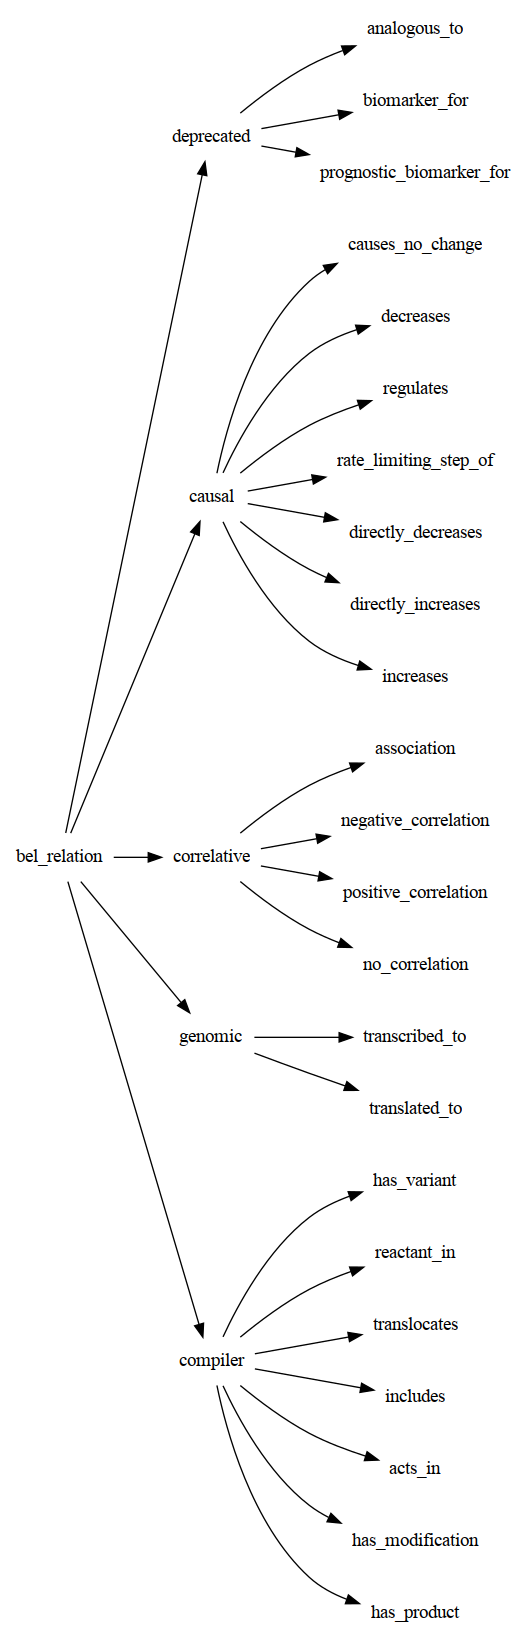 analogous_to
biomarker_for
deprecated
prognostic_biomarker_for
causes_no_change
decreases
regulates
rate_limiting_step_of
causal
directly_decreases
directly_increases
increases
association
negative_correlation
bel_relation
correlative
positive_correlation
no_correlation
genomic
transcribed_to
translated_to
has_variant
reactant_in
translocates
compiler
includes
acts_in
has_modification
has_product